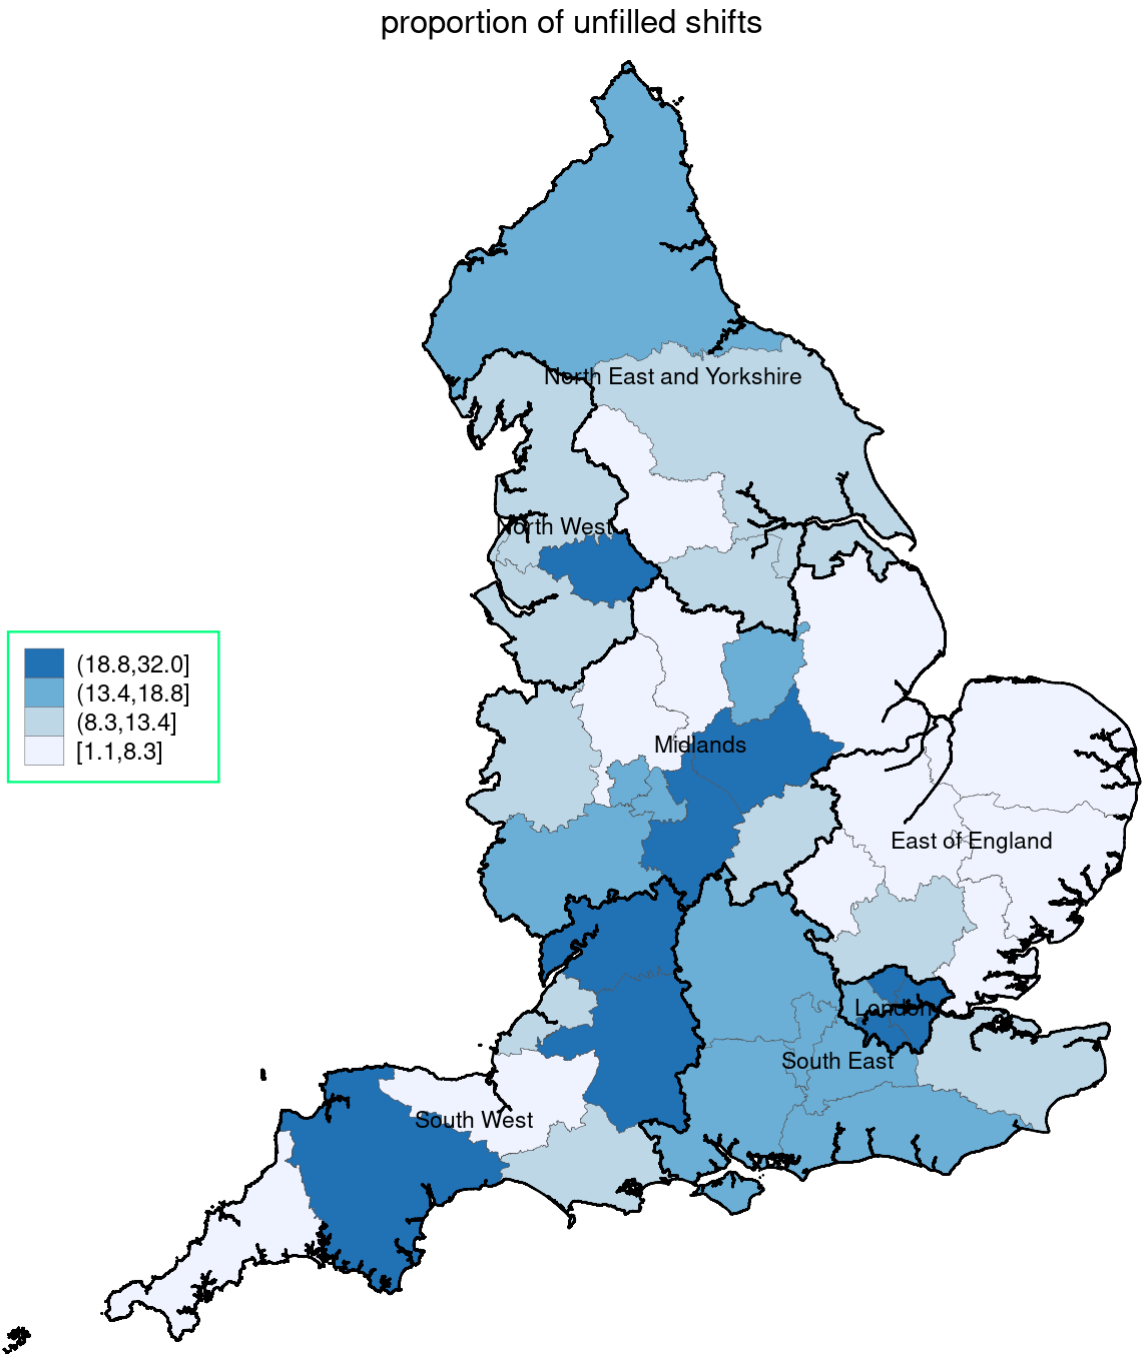 proportion of unfilled shifts
North East and Yorkshire
North West
(18.8,32.0]
(13.4,18.8]
(8.3,13.4]
[1.1,8.3]
Midlands
East of England
London
South East
South West